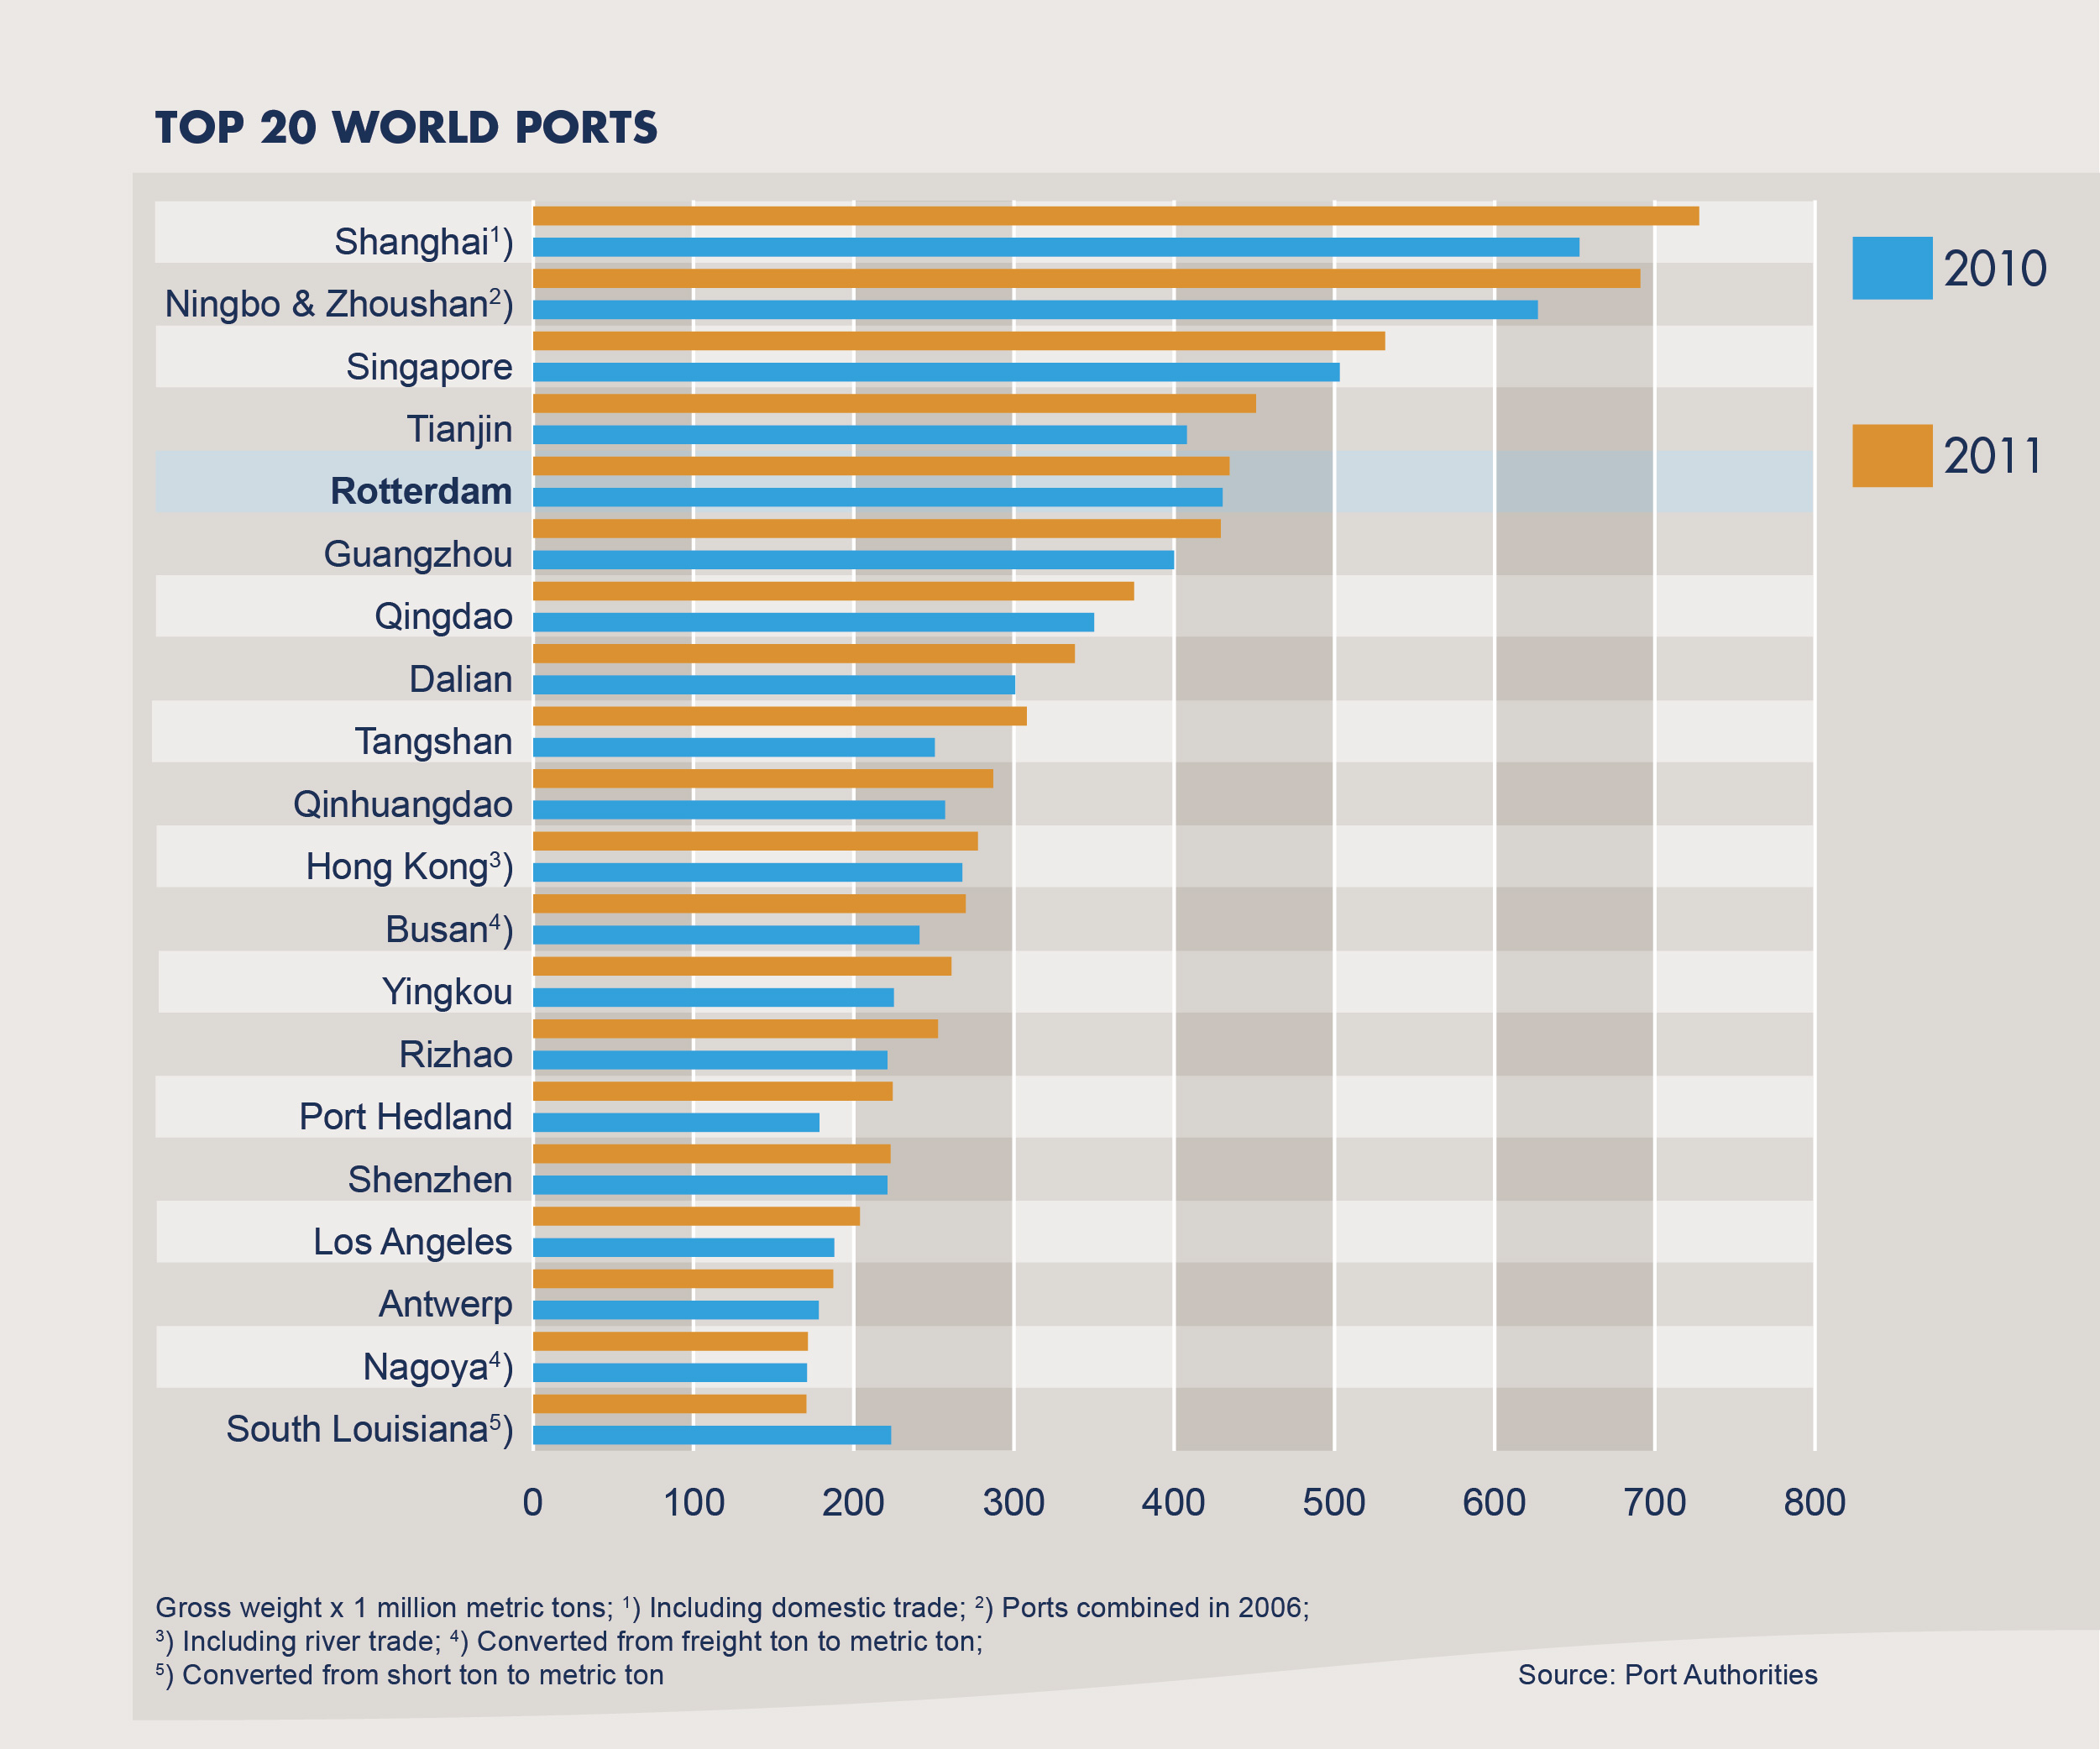 TOP 20 WORLD PORTS
Shanghai¹)
Ningbo & Zhoushan²)
Singapore
Tianjin
Rotterdam
Guangzhou
Qingdao
Dalian
Tangshan
Qinhuangdao
Hong Kong³)
Busan⁴)
Yingkou
Rizhao
Port Hedland
Shenzhen
Los Angeles
Antwerp
Nagoya⁴)
South Louisiana⁵)
0 100 200 300 400 500 600 700 800
2010
2011
Gross weight x 1 million metric tons; ¹) Including domestic trade; ²) Ports combined in 2006;
³) Including river trade; ⁴) Converted from freight ton to metric ton;
⁵) Converted from short ton to metric ton
Source: Port Authorities